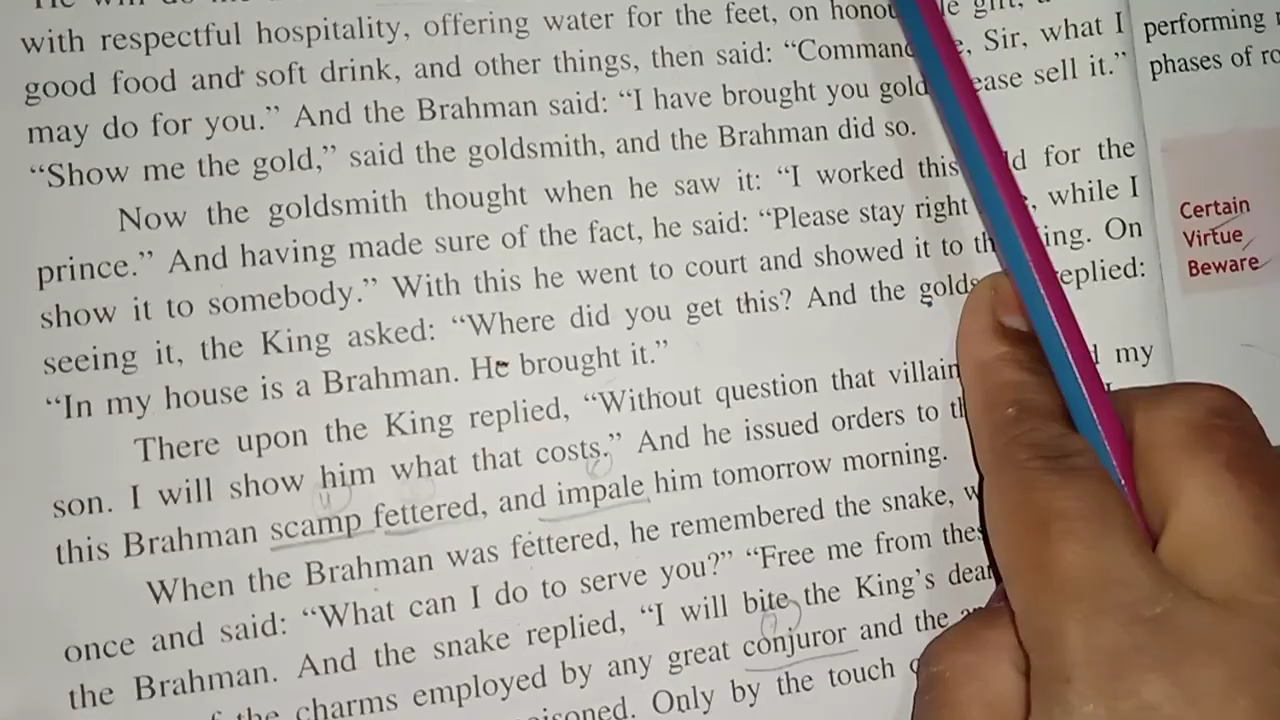 with respectful hospitality, offering water for the feet, on
good food and soft drink, and other things, then said: "Command Sir, what I
may do for you." And the Brahman said: "I have brought you gold sell it."
"Show me the gold," said the goldsmith, and the Brahman did so.
Now the goldsmith thought when he saw it: "I worked this for the
prince." And having made sure of the fact, he said: "Please stay right while I
show it to somebody." With this he went to court and showed it to On
seeing it, the King asked: "Where did you get this? And the replied:
"In my house is a Brahman. He brought it."
There upon the King replied, "Without question that villain my
son. I will show him what that costs." And he issued orders to
this Brahman scamp fettered, and impale him tomorrow morning.
When the Brahman was fettered, he remembered the snake,
once and said: "What can I do to serve you?" "Free me from
the Brahman. And the snake replied, "I will bite the King's
the charms employed by any great conjuror and the
Only by the touch
performing
phases of
Certain
Virtue
Beware